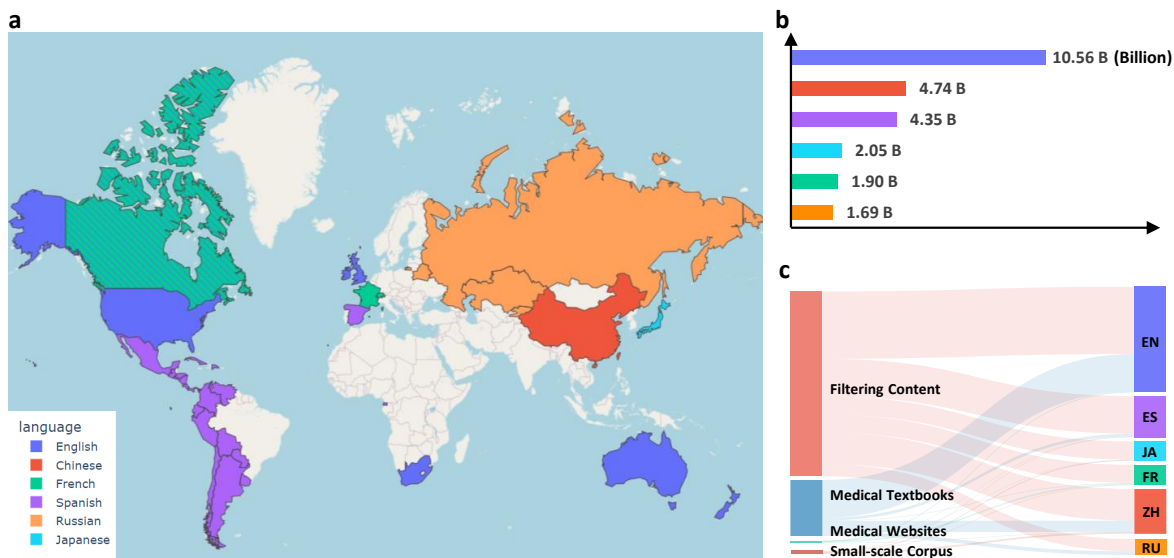 a
language
English
Chinese
French
Spanish
Russian
Japanese
b
10.56 B (Billion)
4.74 B
4.35 B
2.05 B
1.90 B
1.69 B
c
Filtering Content
Medical Textbooks
Medical Websites
Small-scale Corpus
EN
ES
JA
FR
ZH
RU